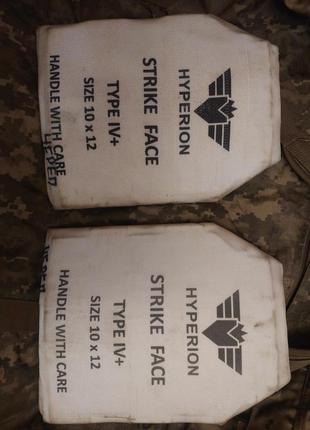 HYPERION
STRIKE FACE
TYPE IV+
SIZE 10 x 12
HANDLE WITH CARE
HYPERION
STRIKE FACE
TYPE IV+
SIZE 10 x 12
HANDLE WITH CARE